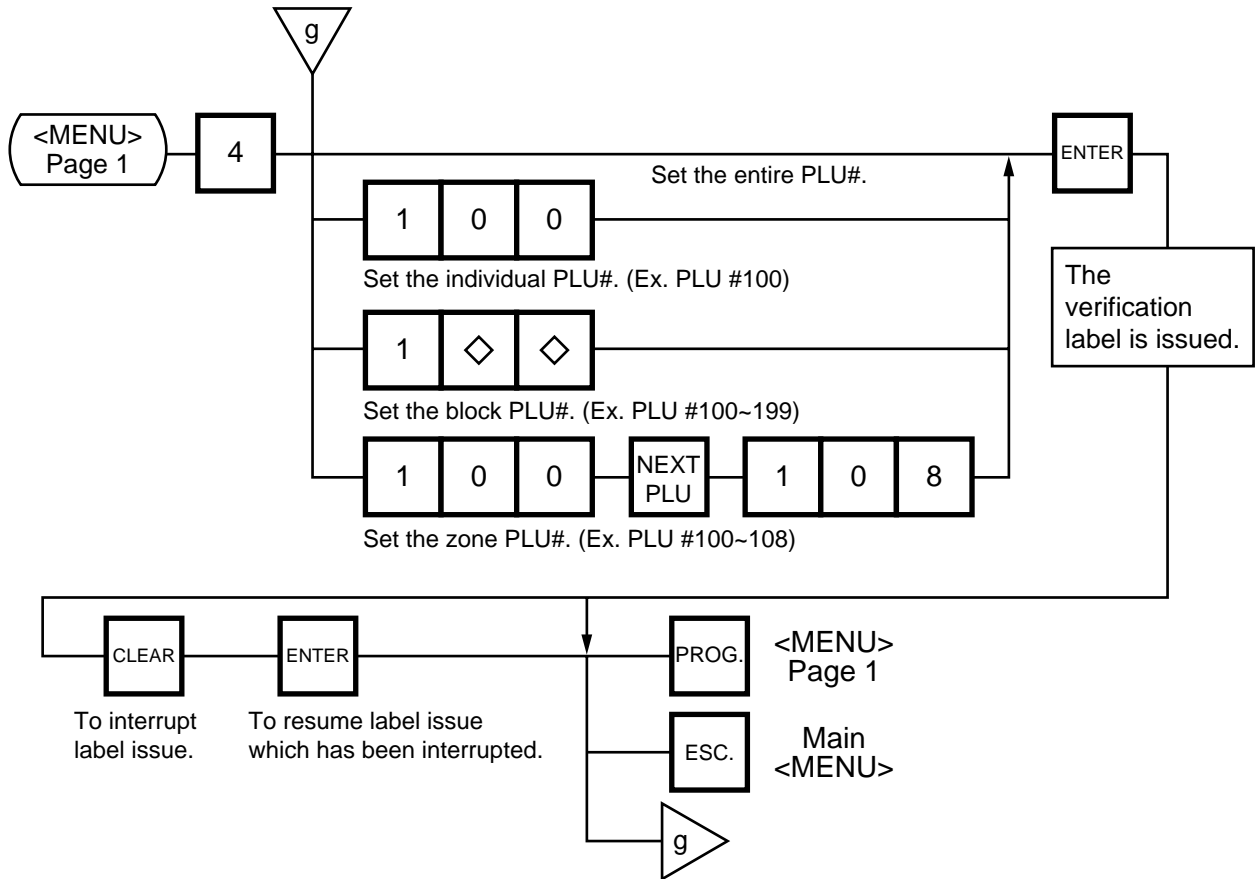 g
<MENU>
Page 1
4
ENTER
Set the entire PLU#.
1 0 0
Set the individual PLU#. (Ex. PLU #100)
The
verification
label is issued.
1 ◇ ◇
Set the block PLU#. (Ex. PLU #100~199)
1 0 0 NEXT
PLU 1 0 8
Set the zone PLU#. (Ex. PLU #100~108)
CLEAR
ENTER
PROG.
<MENU>
Page 1
To interrupt
label issue.
To resume label issue
which has been interrupted.
ESC.
Main
<MENU>
g